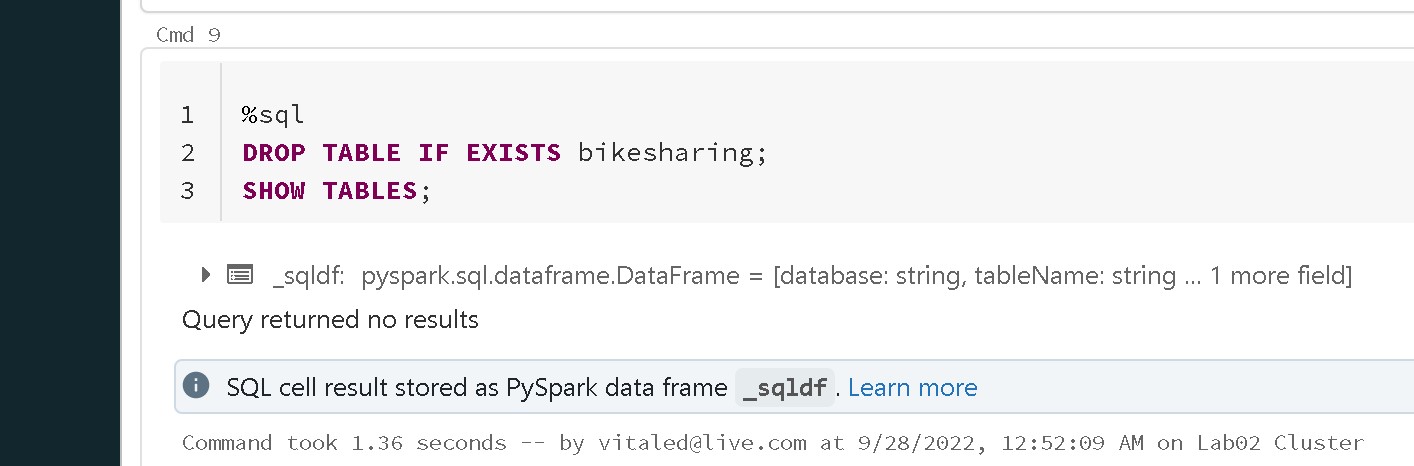 Cmd 9
1 %sql
2 DROP TABLE IF EXISTS bikesharing;
3 SHOW TABLES;
_sqldf: pyspark.sql.dataframe.DataFrame = [database: string, tableName: string ... 1 more field]
Query returned no results
SQL cell result stored as PySpark data frame _sqldf. Learn more
Command took 1.36 seconds -- by vitaled@live.com at 9/28/2022, 12:52:09 AM on Lab02 Cluster